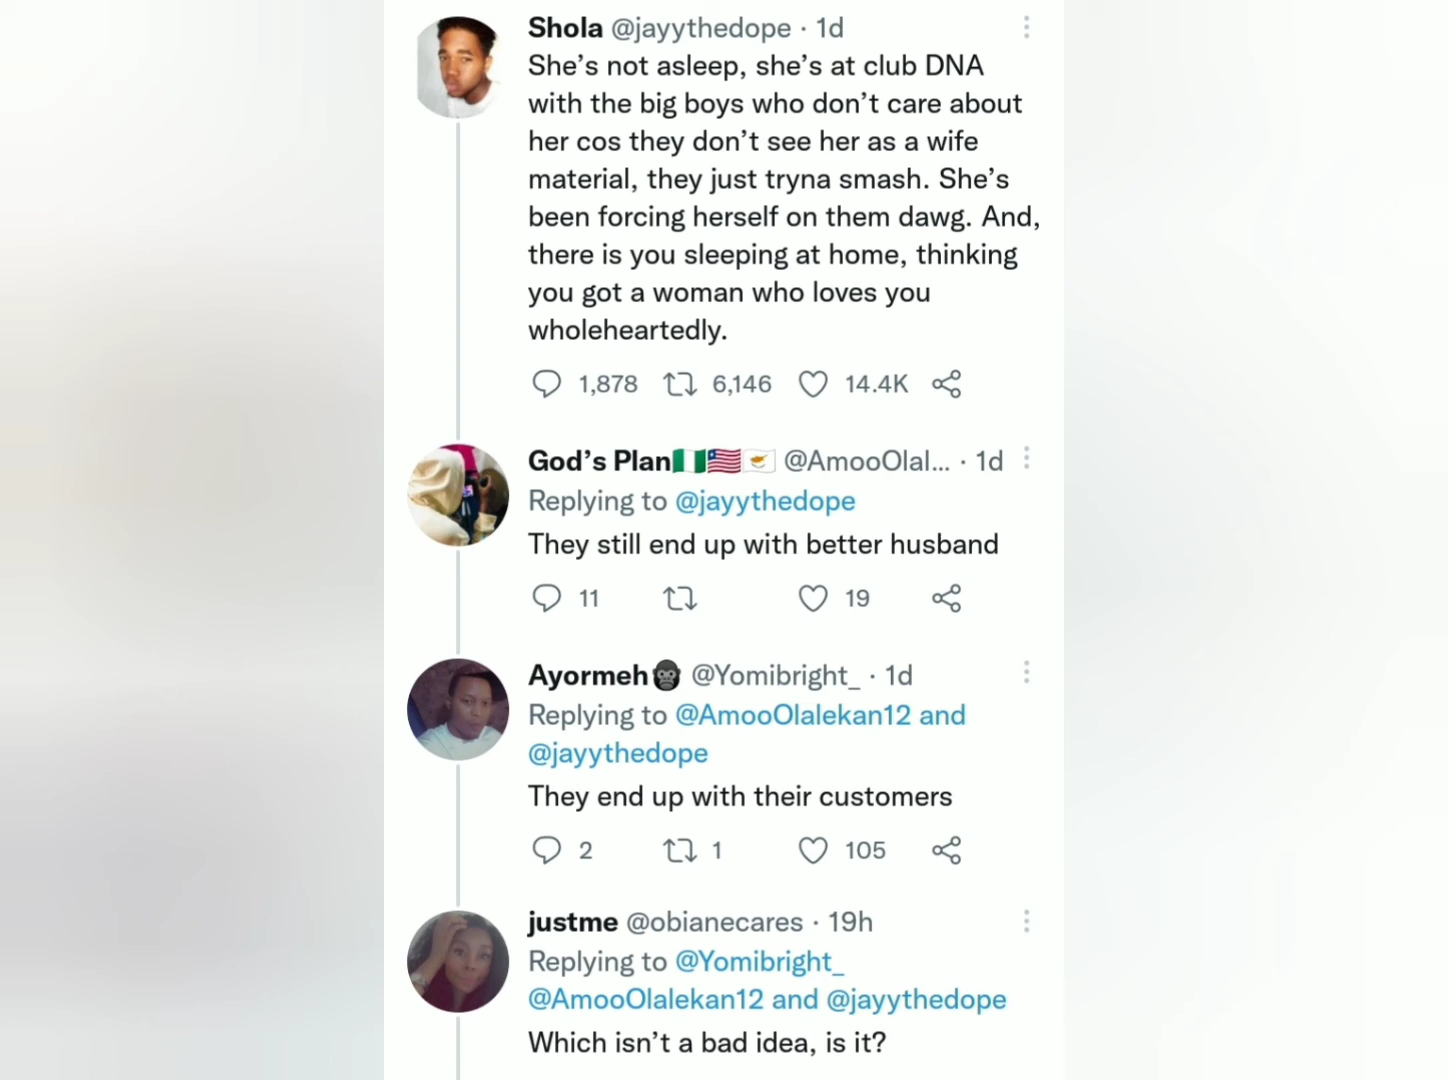 Shola @jayythedope · 1d
She’s not asleep, she’s at club DNA
with the big boys who don’t care about
her cos they don’t see her as a wife
material, they just tryna smash. She’s
been forcing herself on them dawg. And,
there is you sleeping at home, thinking
you got a woman who loves you
wholeheartedly.
1,878 6,146 14.4K
God’s Plan🇳🇬🇱🇷🇨🇾 @AmooOlal... · 1d
Replying to @jayythedope
They still end up with better husband
11 19
Ayormeh🦍 @Yomibright_ · 1d
Replying to @AmooOlalekan12 and
@jayythedope
They end up with their customers
2 1 105
justme @obianecares · 19h
Replying to @Yomibright_
@AmooOlalekan12 and @jayythedope
Which isn’t a bad idea, is it?